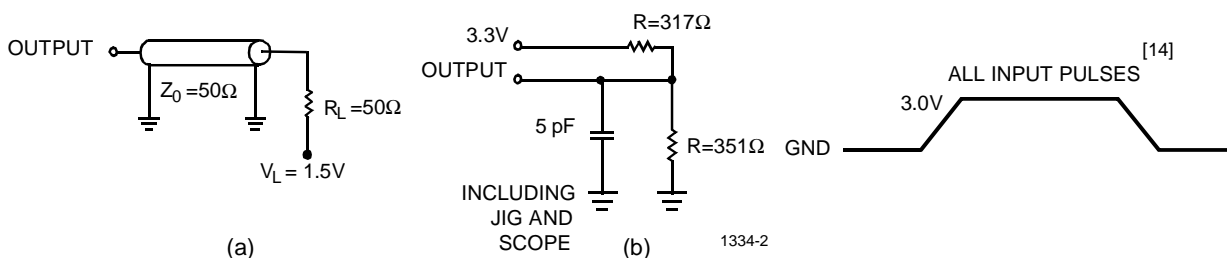 OUTPUT
Z0 = 50Ω
RL = 50Ω
VL = 1.5V
(a)
3.3V
R=317Ω
OUTPUT
5 pF
R=351Ω
INCLUDING
JIG AND
SCOPE
(b)
1334-2
ALL INPUT PULSES [14]
3.0V
GND